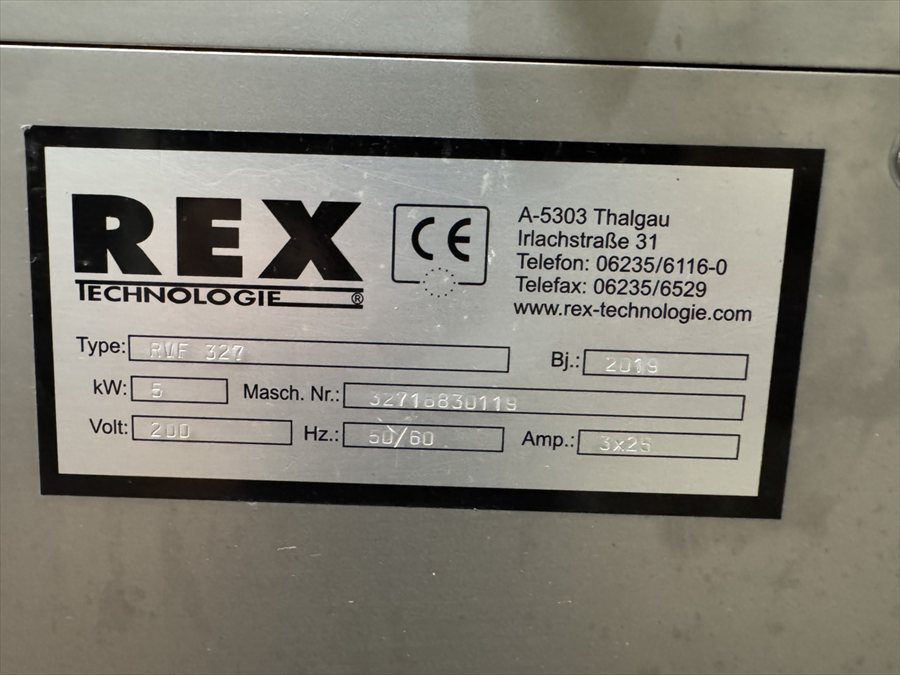 REX
TECHNOLOGIE ®
CE
A-5303 Thalgau
Irlachstraße 31
Telefon: 06235/6116-0
Telefax: 06235/6529
www.rex-technologie.com
Type: RVF 327
Bj.: 2019
kW: 5
Masch. Nr.: 32716830119
Volt: 200
Hz.: 50/60
Amp.: 3x25